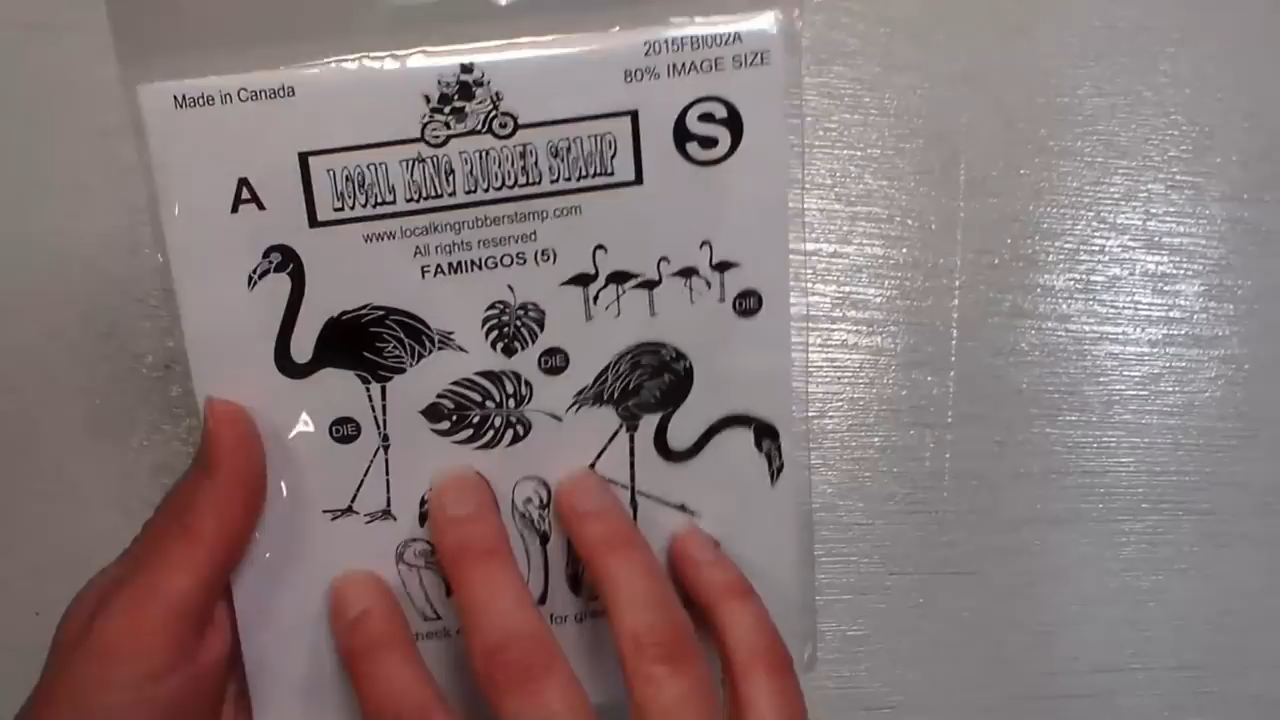 2015FBI002A
Made in Canada
80% IMAGE SIZE
S
A
LOCAL KING RUBBER STAMP
www.localkingrubberstamp.com
All rights reserved
FAMINGOS (5)
DIE
DIE
DIE
for